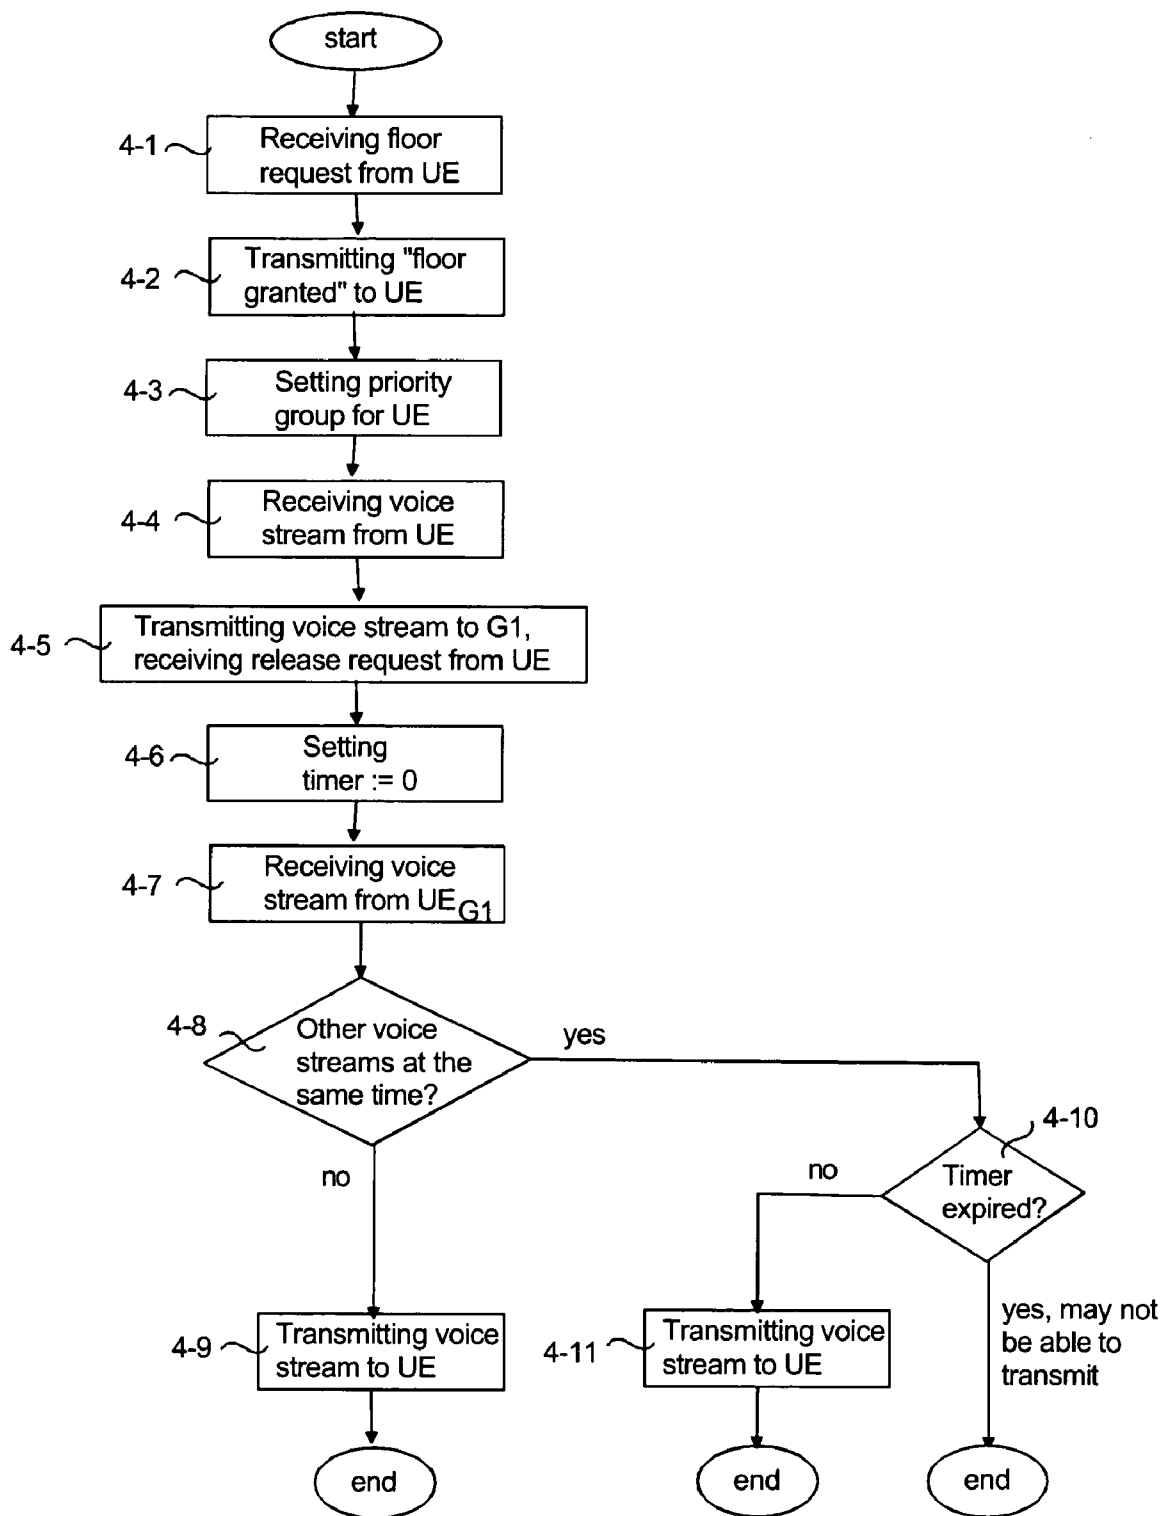 start
4-1
Receiving floor
request from UE
4-2
Transmitting "floor
granted" to UE
4-3
Setting priority
group for UE
4-4
Receiving voice
stream from UE
4-5
Transmitting voice stream to G1,
receiving release request from UE
4-6
Setting
timer := 0
4-7
Receiving voice
stream from UE G1
4-8
Other voice
streams at the
same time?
yes
no
4-10
Timer
expired?
no
yes, may not
be able to
transmit
4-9
Transmitting voice
stream to UE
4-11
Transmitting voice
stream to UE
end
end
end